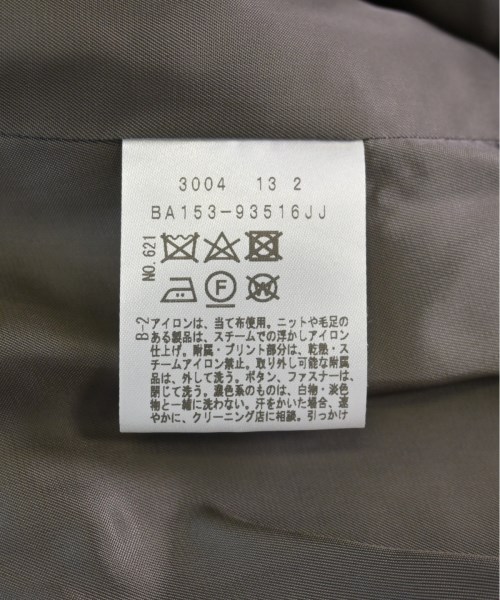 3004 13 2
BA153-93516JJ
NO.621
F W
B-2
アイロンは、当て布使用。ニットや毛足の
ある製品は、スチームでの浮かしアイロン
仕上げ。附属・プリント部分は、乾熱・ス
チームアイロン禁止。取り外し可能な附属
品は、外して洗う。ボタン、ファスナーは、
閉じて洗う。濃色系のものは、白物・淡色
物と一緒に洗わない。汗をかいた場合、速
やかに、クリーニング店に相談。引っかけ